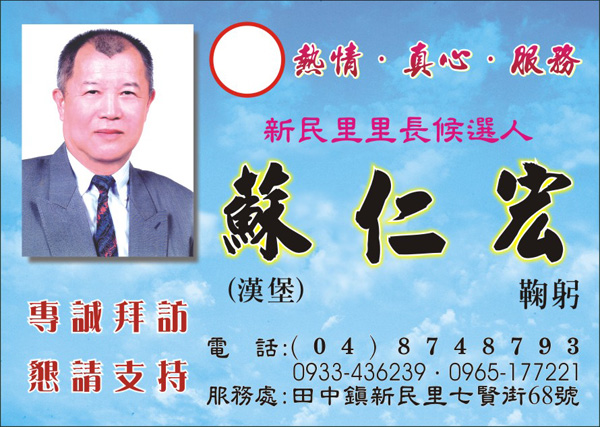 熱情·真心·服務
新民里里長候選人
蘇仁宏
(漢堡) 鞠躬
專誠拜訪
懇請支持
電 話:(04)8748793
0933-436239·0965-177221
服務處:田中鎮新民里七賢街68號